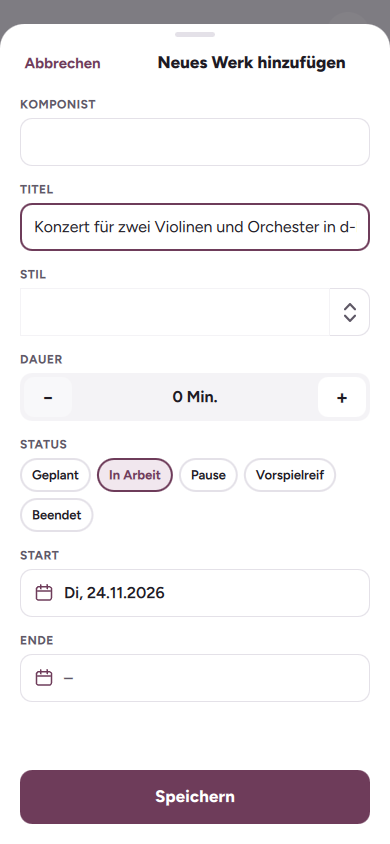 Abbrechen
Neues Werk hinzufügen
KOMPONIST
TITEL
Konzert für zwei Violinen und Orchester in d-
STIL
DAUER
– 0 Min. +
STATUS
Geplant In Arbeit Pause Vorspielreif
Beendet
START
Di, 24.11.2026
ENDE
–
Speichern